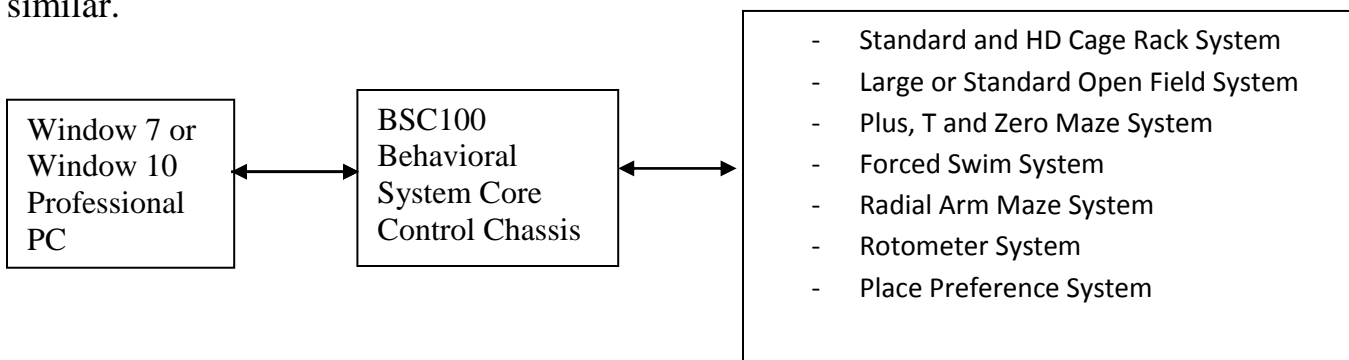 similar.
Window 7 or
Window 10
Professional
PC
BSC100
Behavioral
System Core
Control Chassis
- Standard and HD Cage Rack System
- Large or Standard Open Field System
- Plus, T and Zero Maze System
- Forced Swim System
- Radial Arm Maze System
- Rotometer System
- Place Preference System